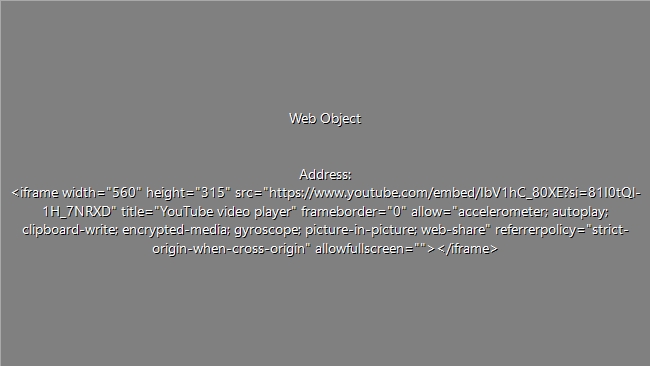 Web Object
Address:
<iframe width="560" height="315" src="https://www.youtube.com/embed/lbV1hC_80XE?si=81I0tQl-
1H_7NRXD" title="YouTube video player" frameborder="0" allow="accelerometer; autoplay;
clipboard-write; encrypted-media; gyroscope; picture-in-picture; web-share" referrerpolicy="strict-
origin-when-cross-origin" allowfullscreen=""></iframe>